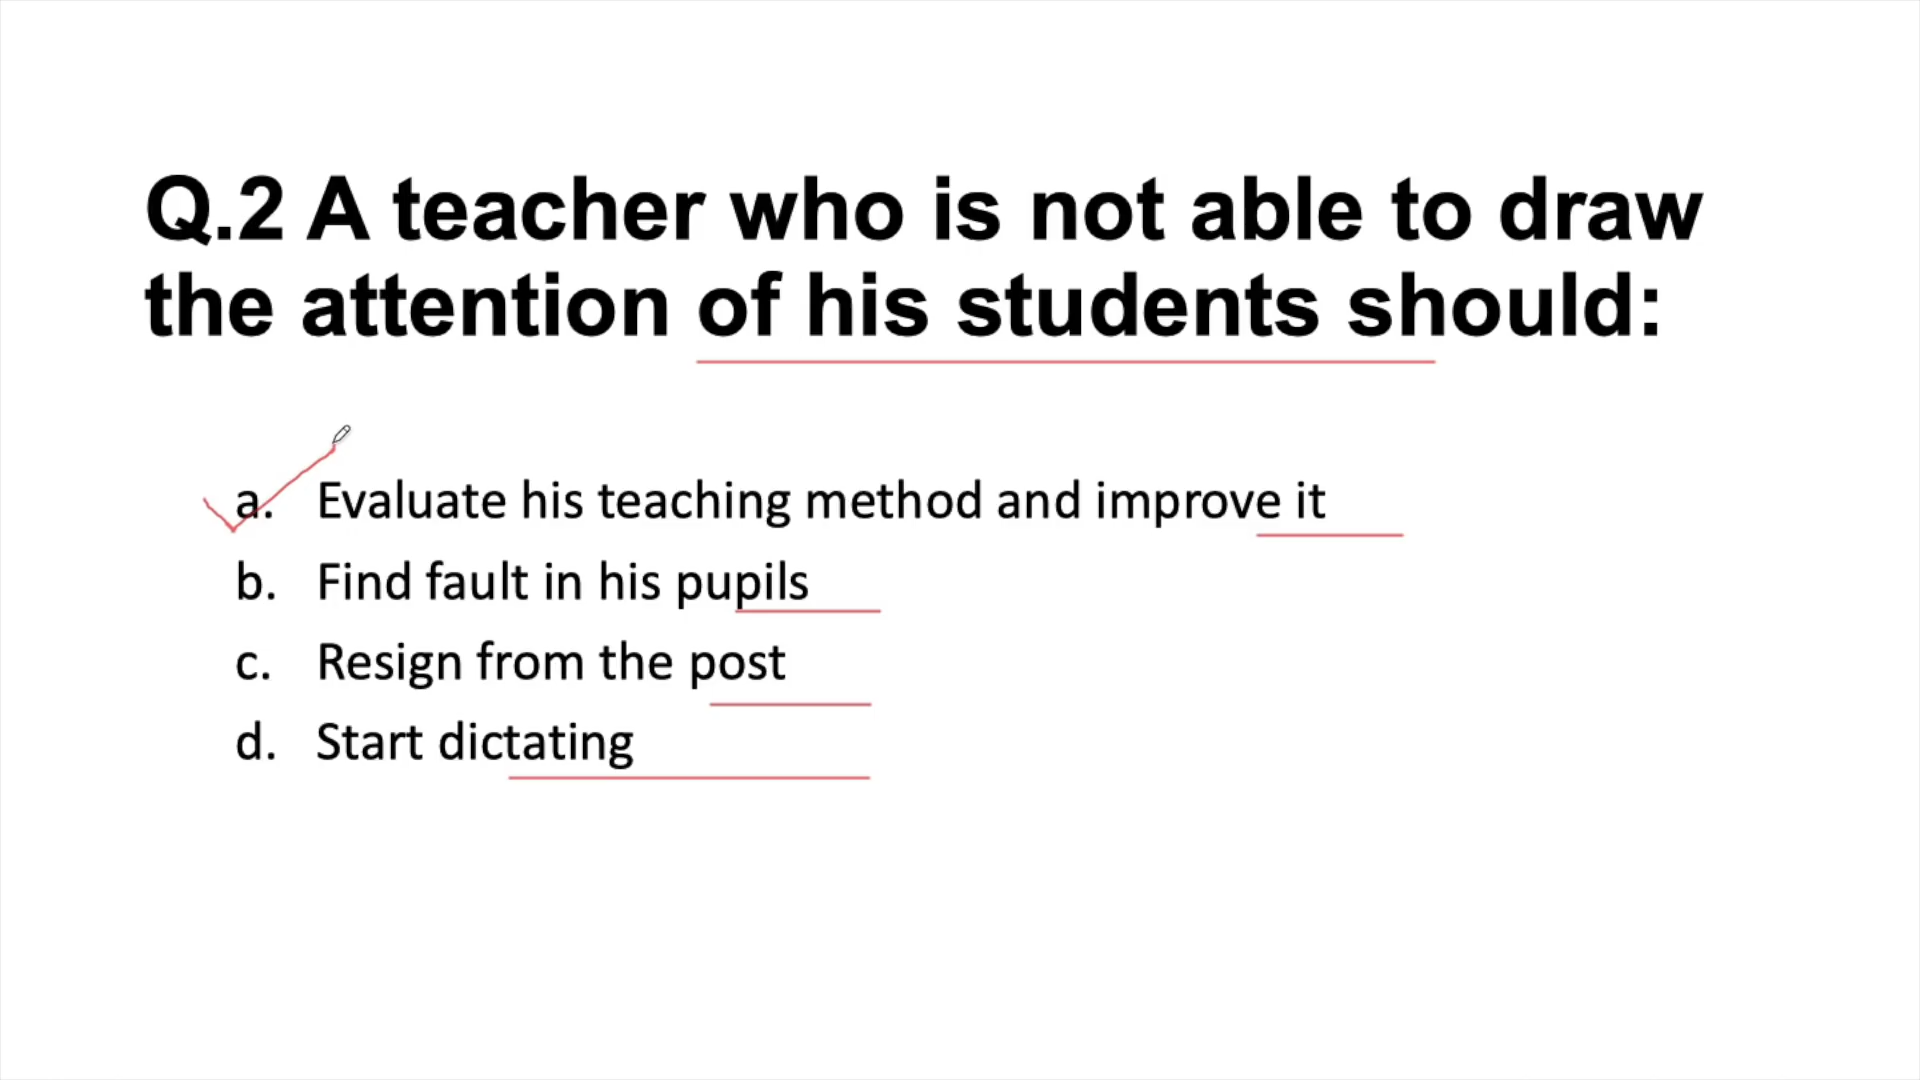 Q.2 A teacher who is not able to draw
the attention of his students should:
a. Evaluate his teaching method and improve it
b. Find fault in his pupils
c. Resign from the post
d. Start dictating